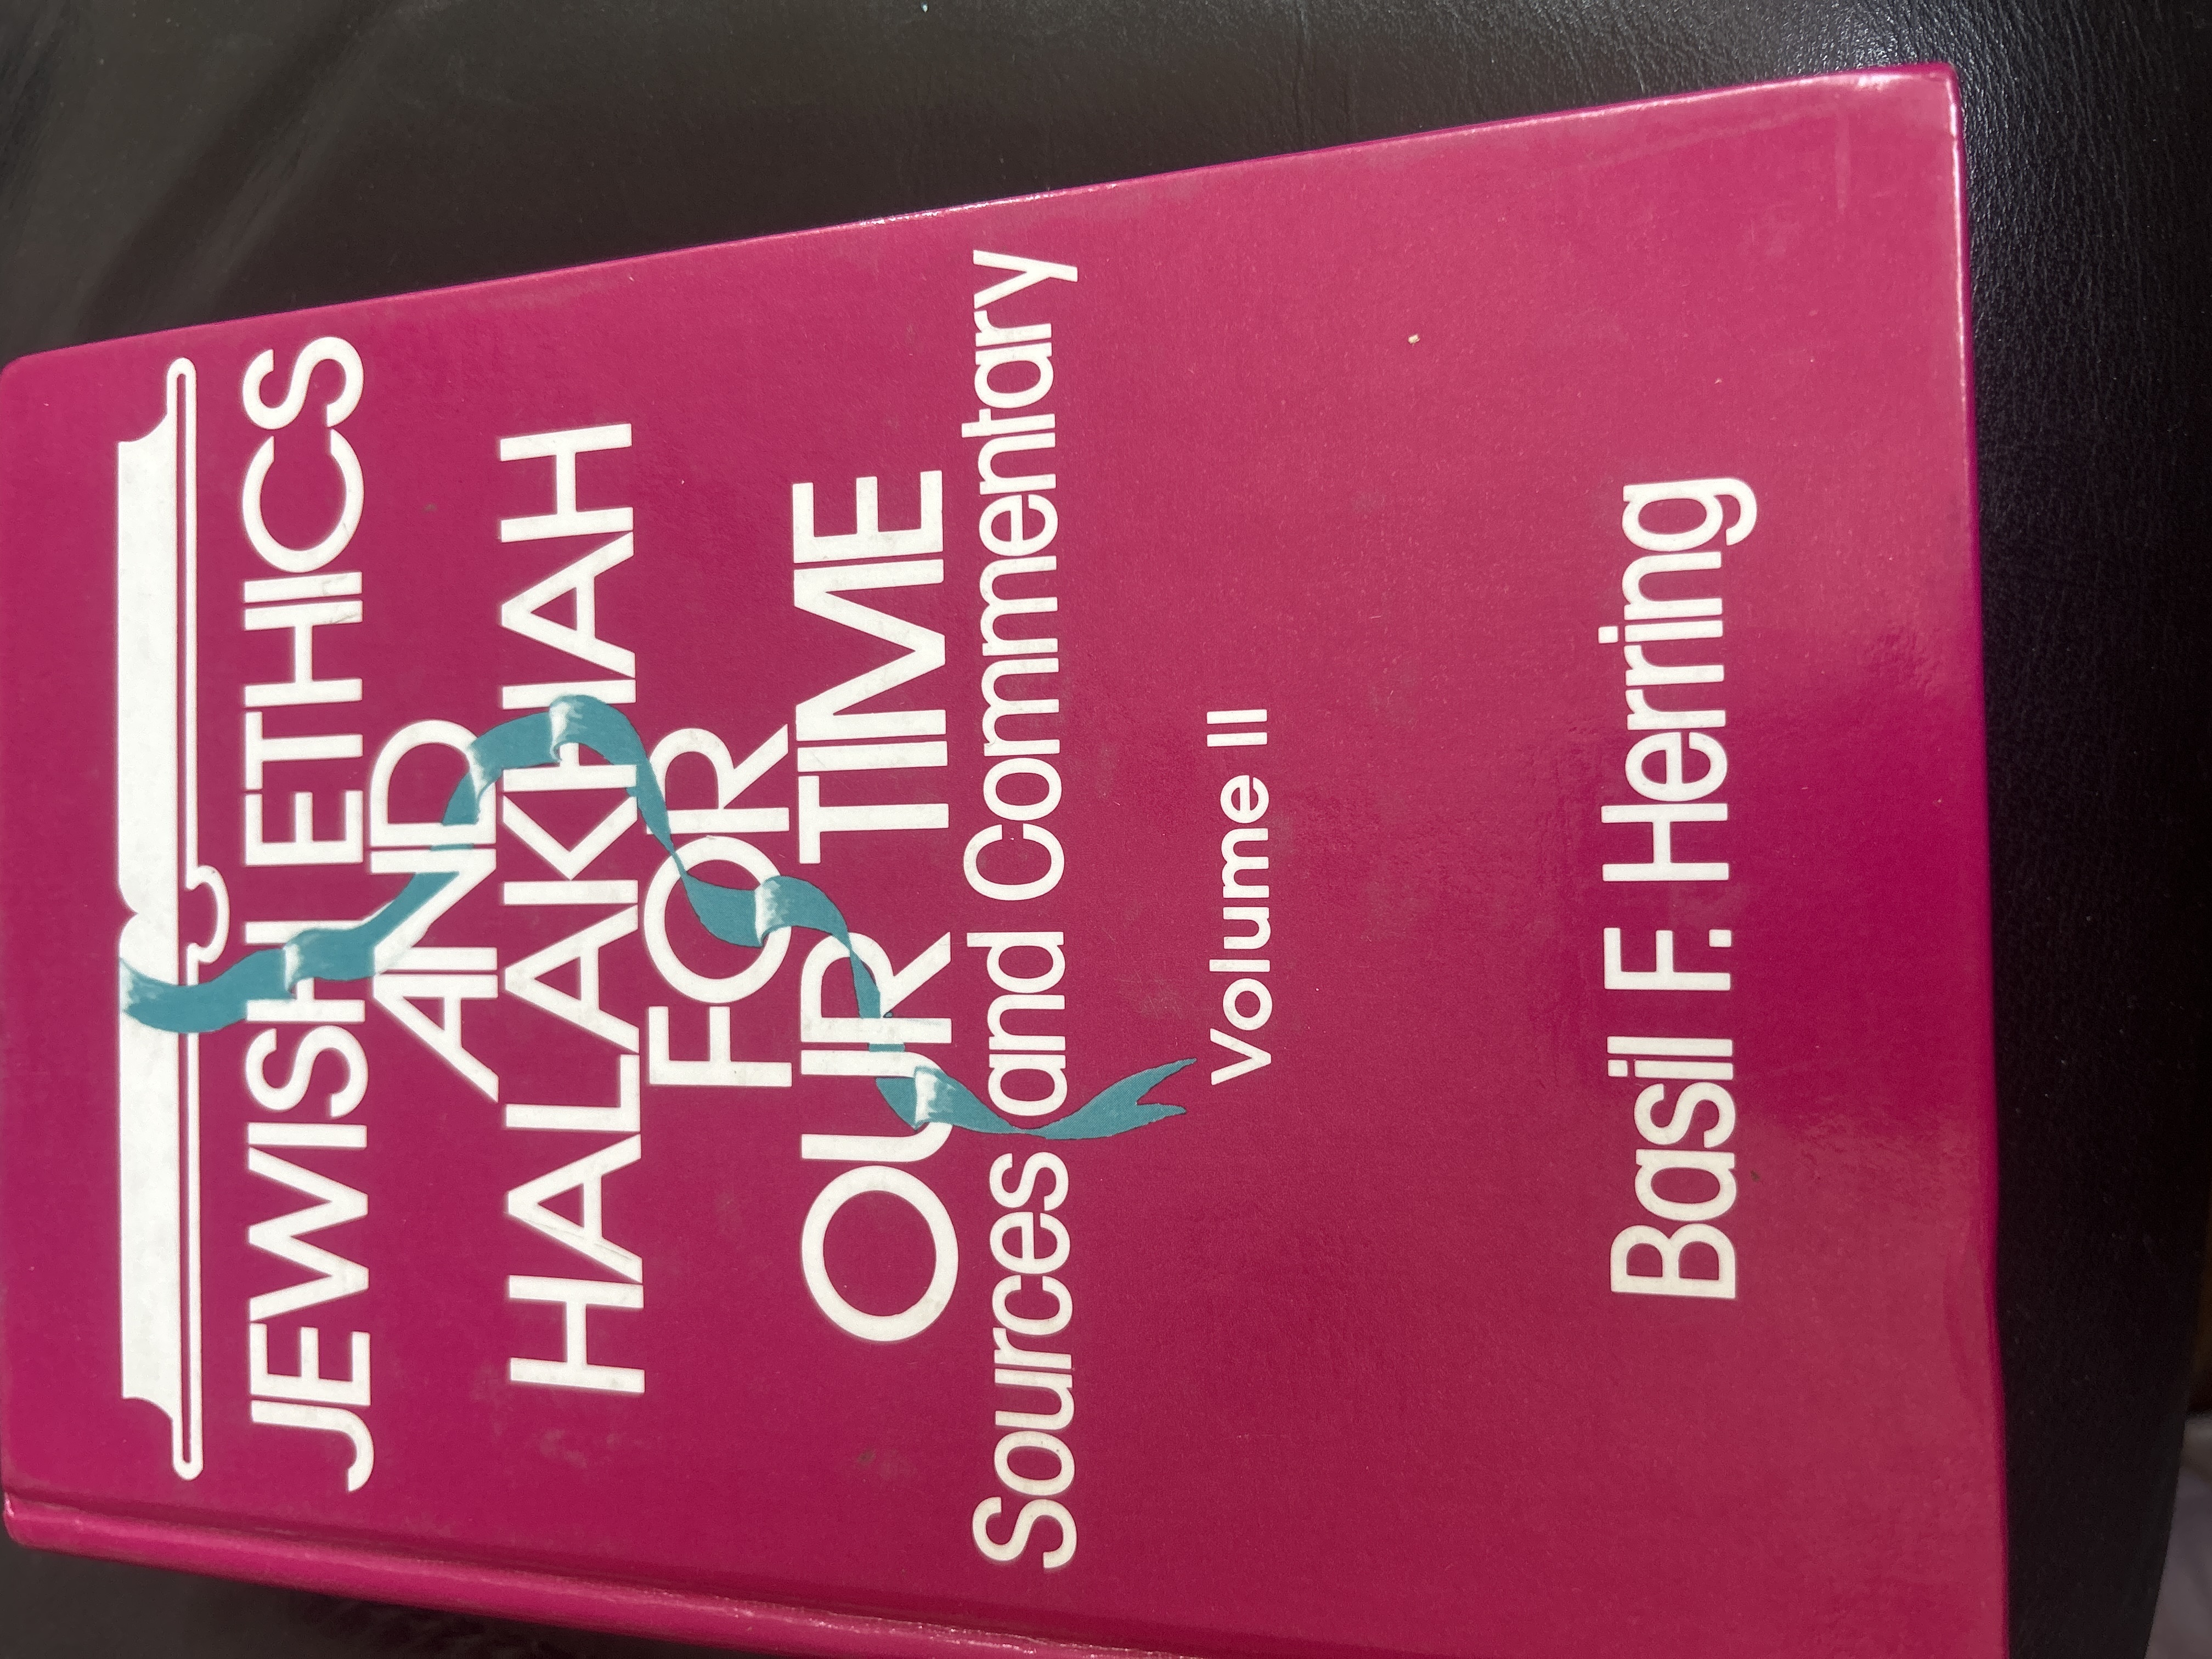 JEWISH ETHICS
AND
HALAKHAH
FOR
OUR TIME
Sources and Commentary
Volume II
Basil F. Herring